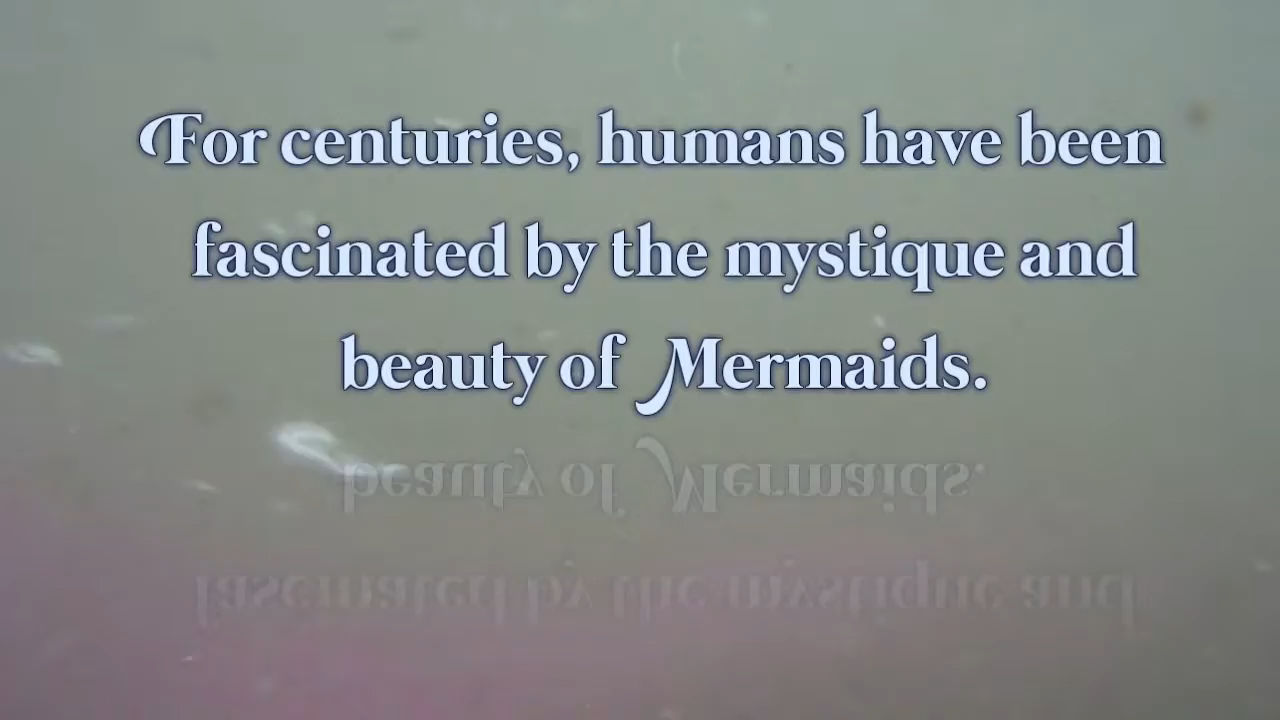 For centuries, humans have been
fascinated by the mystique and
beauty of Mermaids.